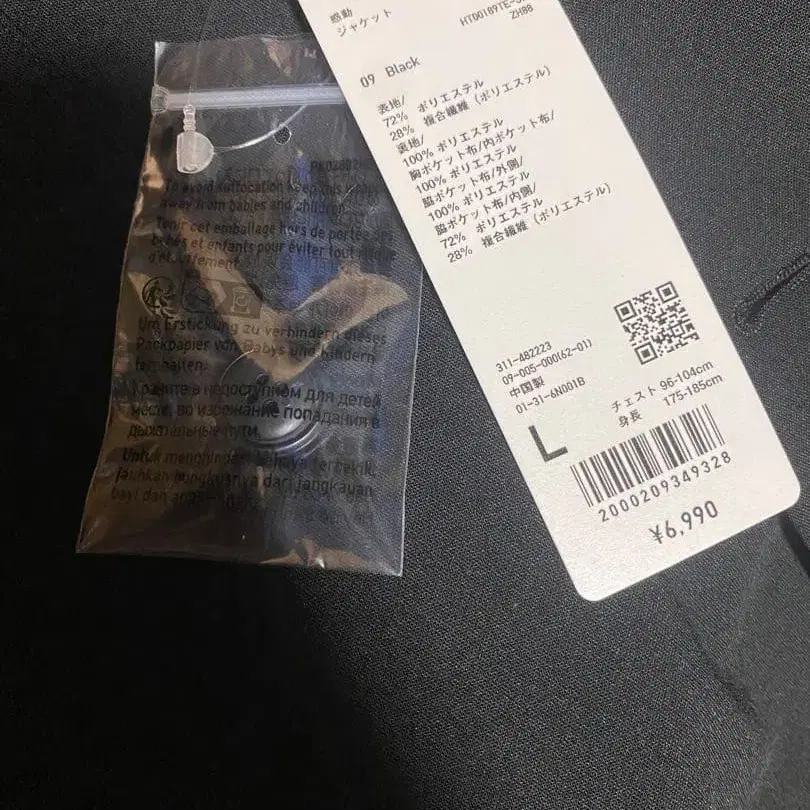 感動
ジャケット
ZH88
09 Black
表地/
72% ポリエステル
28% 複合繊維 (ポリエステル)
裏地/
100% ポリエステル
胸ポケット布/内ポケット布/
100% ポリエステル
脇ポケット布/外側/
100% ポリエステル
脇ポケット布/内側/
72% ポリエステル
28% 複合繊維 (ポリエステル)
311-482223
09-005-000(62-01)
中国製
01-31-6N001B
L
チェスト 96-104cm
身長 175-185cm
2000209349328
¥6,990
To avoid suffocation keep this
away from babies and children.
Tenir cet emballage hors de portée
bébés et enfants pour éviter tout risque
d'étouffement.
Um Erstickung zu verhindern dieses
Packpapier von Babys und Kindern
fernhalten.
Храните в недоступном для детей
месте, во избежание попадания в
дыхательные пути.
Untuk menghindari bahaya tercekik,
jauhkan bungkusnya dari jangkauan
bayi dan